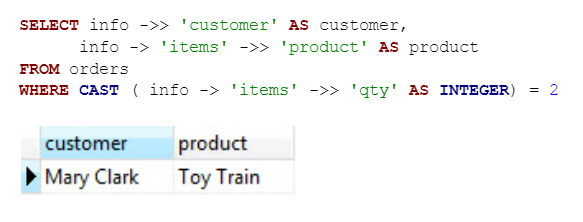 SELECT info ->> 'customer' AS customer,
info -> 'items' ->> 'product' AS product
FROM orders
WHERE CAST ( info -> 'items' ->> 'qty' AS INTEGER) = 2
customer product
Mary Clark Toy Train